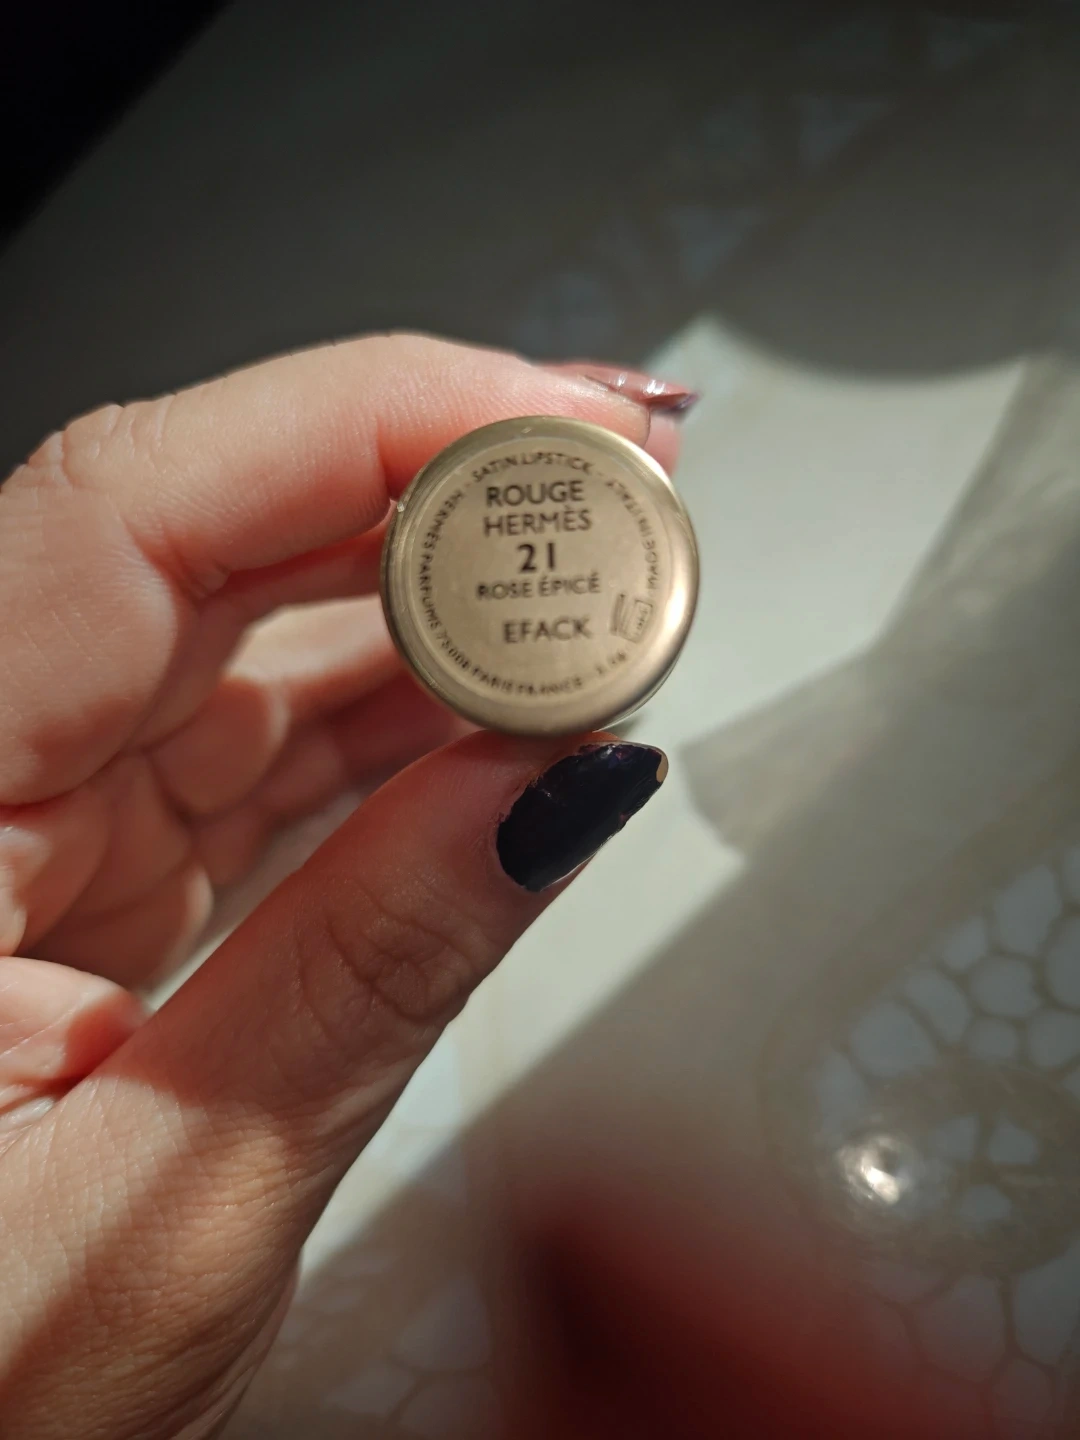 ROUGE
HERMÈS
21
ROSE ÉPICÉ
EFACK
- SATIN LIPSTICK - MADE IN ITALY - HERMÈS PARFUMS 75008 PARIS FRANCE -